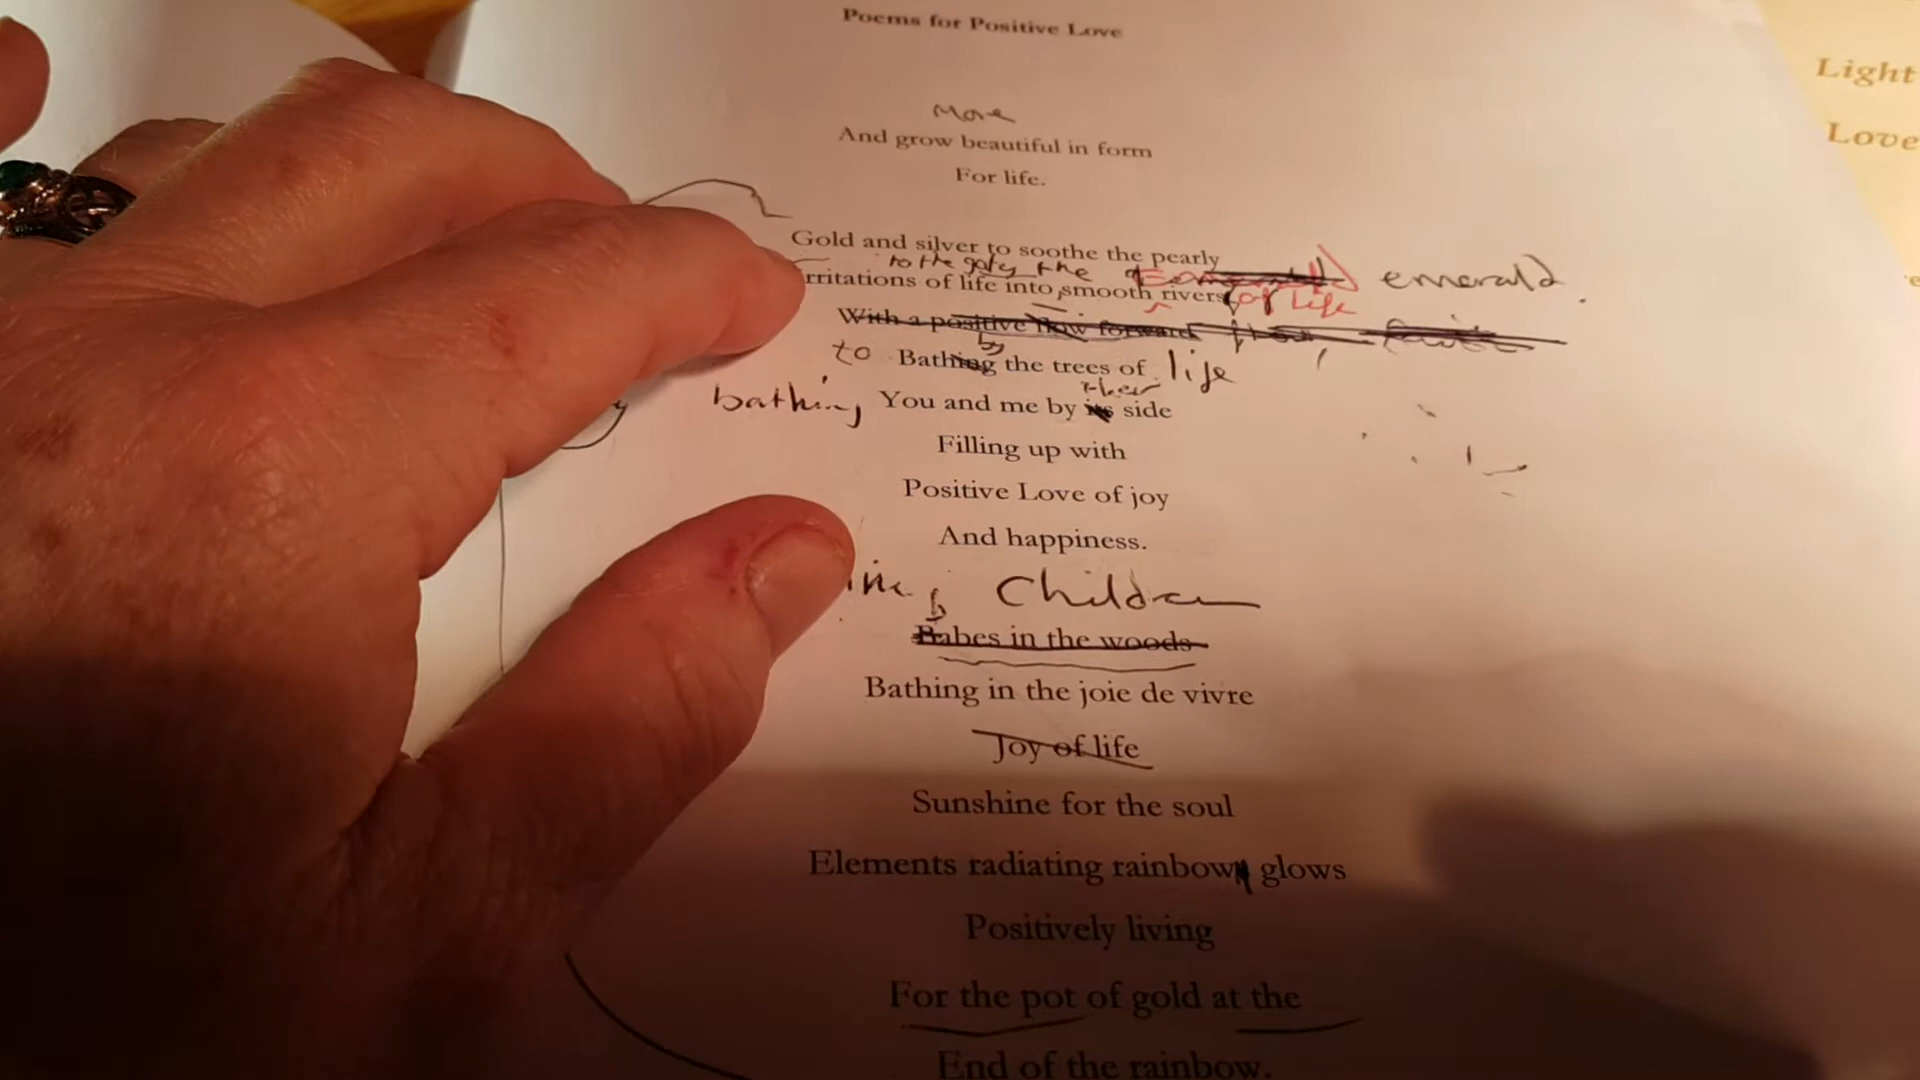 Poems for Positive Love
Light
Love
More
And grow beautiful in form
For life.
Gold and silver to soothe the pearly
to the the emerald.
rritations of life into, smooth rivers of Life
With a positive flow forward
to Bathing the trees of life
by
their
bathing You and me by its side
Filling up with
Positive Love of joy
And happiness.
Children
b
Babes in the woods
Bathing in the joie de vivre
Joy of life
Sunshine for the soul
Elements radiating rainbow glows
Positively living
For the pot of gold at the
End of the rainbow.